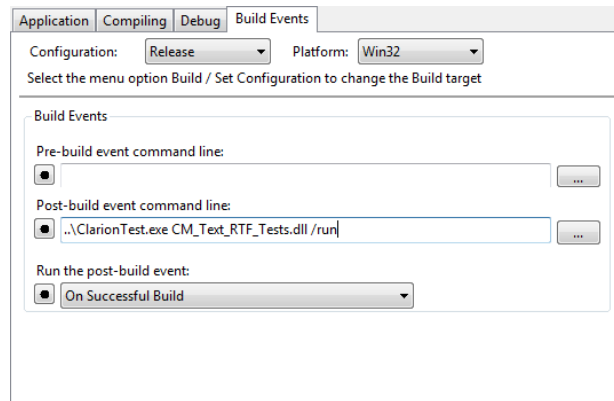 Application Compiling Debug Build Events
Configuration: Release Platform: Win32
Select the menu option Build / Set Configuration to change the Build target
Build Events
Pre-build event command line:
...
Post-build event command line:
..\ClarionTest.exe CM_Text_RTF_Tests.dll /run
...
Run the post-build event:
On Successful Build